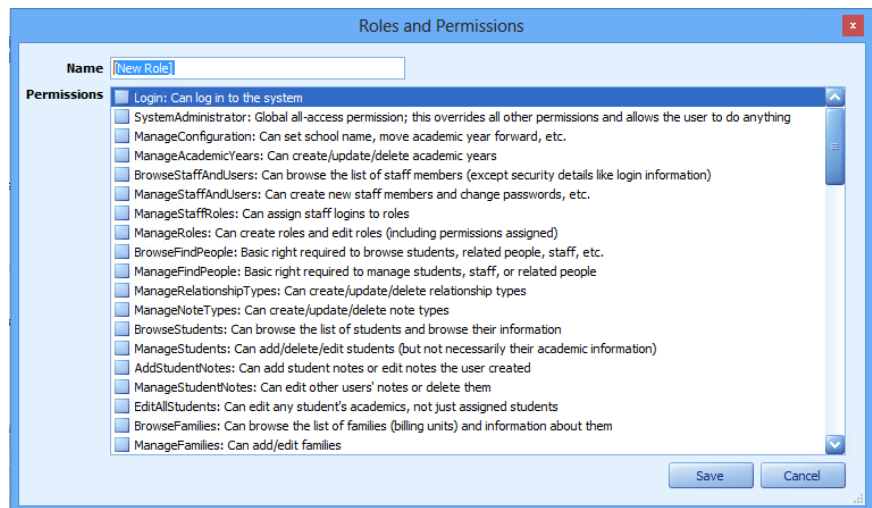 Roles and Permissions
x
Name [New Role]
Permissions Login: Can log in to the system
SystemAdministrator: Global all-access permission; this overrides all other permissions and allows the user to do anything
ManageConfiguration: Can set school name, move academic year forward, etc.
ManageAcademicYears: Can create/update/delete academic years
BrowseStaffAndUsers: Can browse the list of staff members (except security details like login information)
ManageStaffAndUsers: Can create new staff members and change passwords, etc.
ManageStaffRoles: Can assign staff logins to roles
ManageRoles: Can create roles and edit roles (including permissions assigned)
BrowseFindPeople: Basic right required to browse students, related people, staff, etc.
ManageFindPeople: Basic right required to manage students, staff, or related people
ManageRelationshipTypes: Can create/update/delete relationship types
ManageNoteTypes: Can create/update/delete note types
BrowseStudents: Can browse the list of students and browse their information
ManageStudents: Can add/delete/edit students (but not necessarily their academic information)
AddStudentNotes: Can add student notes or edit notes the user created
ManageStudentNotes: Can edit other users' notes or delete them
EditAllStudents: Can edit any student's academics, not just assigned students
BrowseFamilies: Can browse the list of families (billing units) and information about them
ManageFamilies: Can add/edit families
Save Cancel